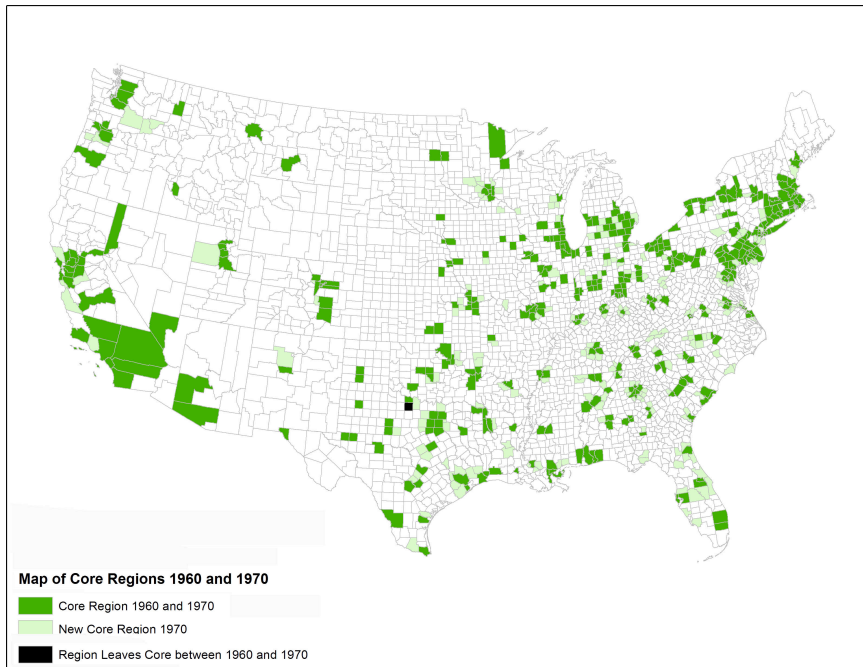 Map of Core Regions 1960 and 1970
Core Region 1960 and 1970
New Core Region 1970
Region Leaves Core between 1960 and 1970